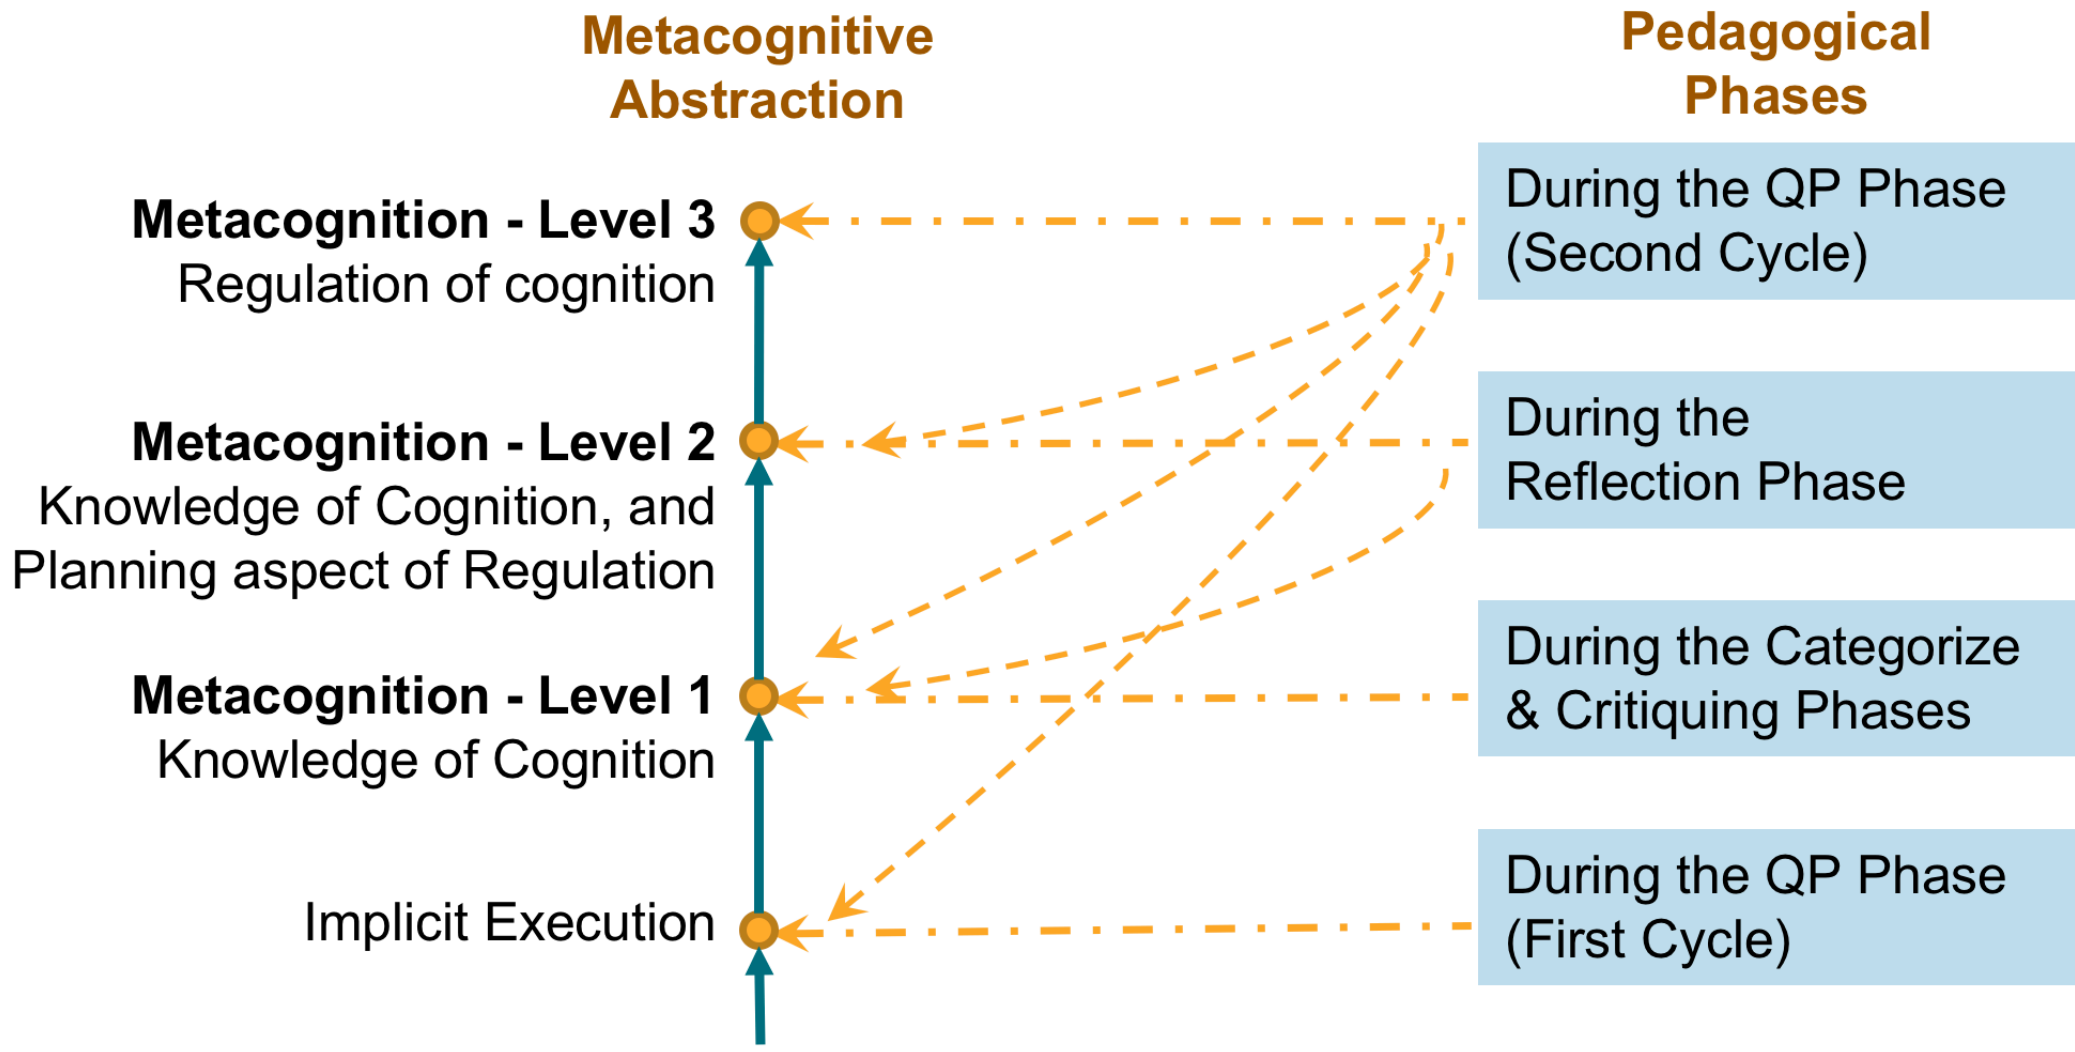 Metacognitive
Abstraction
Pedagogical
Phases
Metacognition - Level 3
Regulation of cognition
Metacognition - Level 2
Knowledge of Cognition, and
Planning aspect of Regulation
Metacognition - Level 1
Knowledge of Cognition
Implicit Execution
During the QP Phase
(Second Cycle)
During the
Reflection Phase
During the Categorize
& Critiquing Phases
During the QP Phase
(First Cycle)